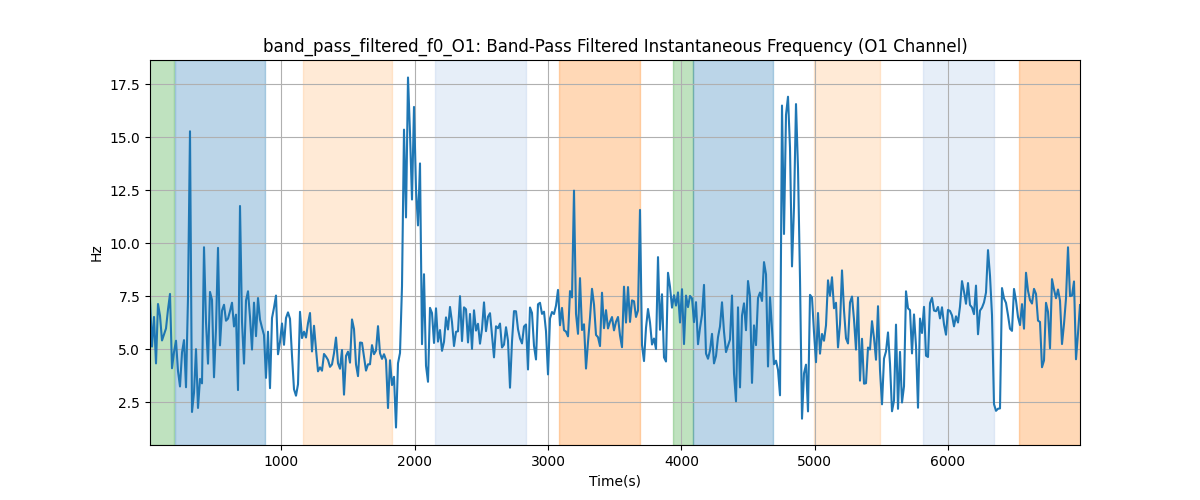 band_pass_filtered_f0_O1: Band-Pass Filtered Instantaneous Frequency (O1 Channel)
17.5
15.0
12.5
10.0
7.5
5.0
2.5
Hz
1000 2000 3000 4000 5000 6000
Time(s)